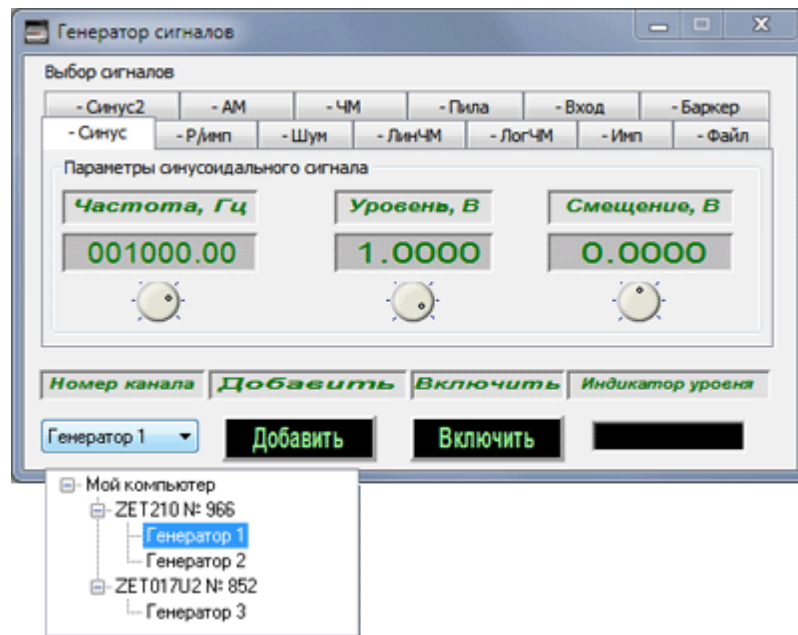 Генератор сигналов
Выбор сигналов
- Синус2 - АМ - ЧМ - Пила - Вход - Баркер
- Синус - Р/имп - Шум - ЛинЧМ - ЛогЧМ - Имп - Файл
Параметры синусоидального сигнала
Частота, Гц Уровень, В Смещение, В
001000.00 1.0000 0.0000
Номер канала Добавить Включить Индикатор уровня
Генератор 1 Добавить Включить
Мой компьютер
ZET210 № 966
Генератор 1
Генератор 2
ZET017U2 № 852
Генератор 3